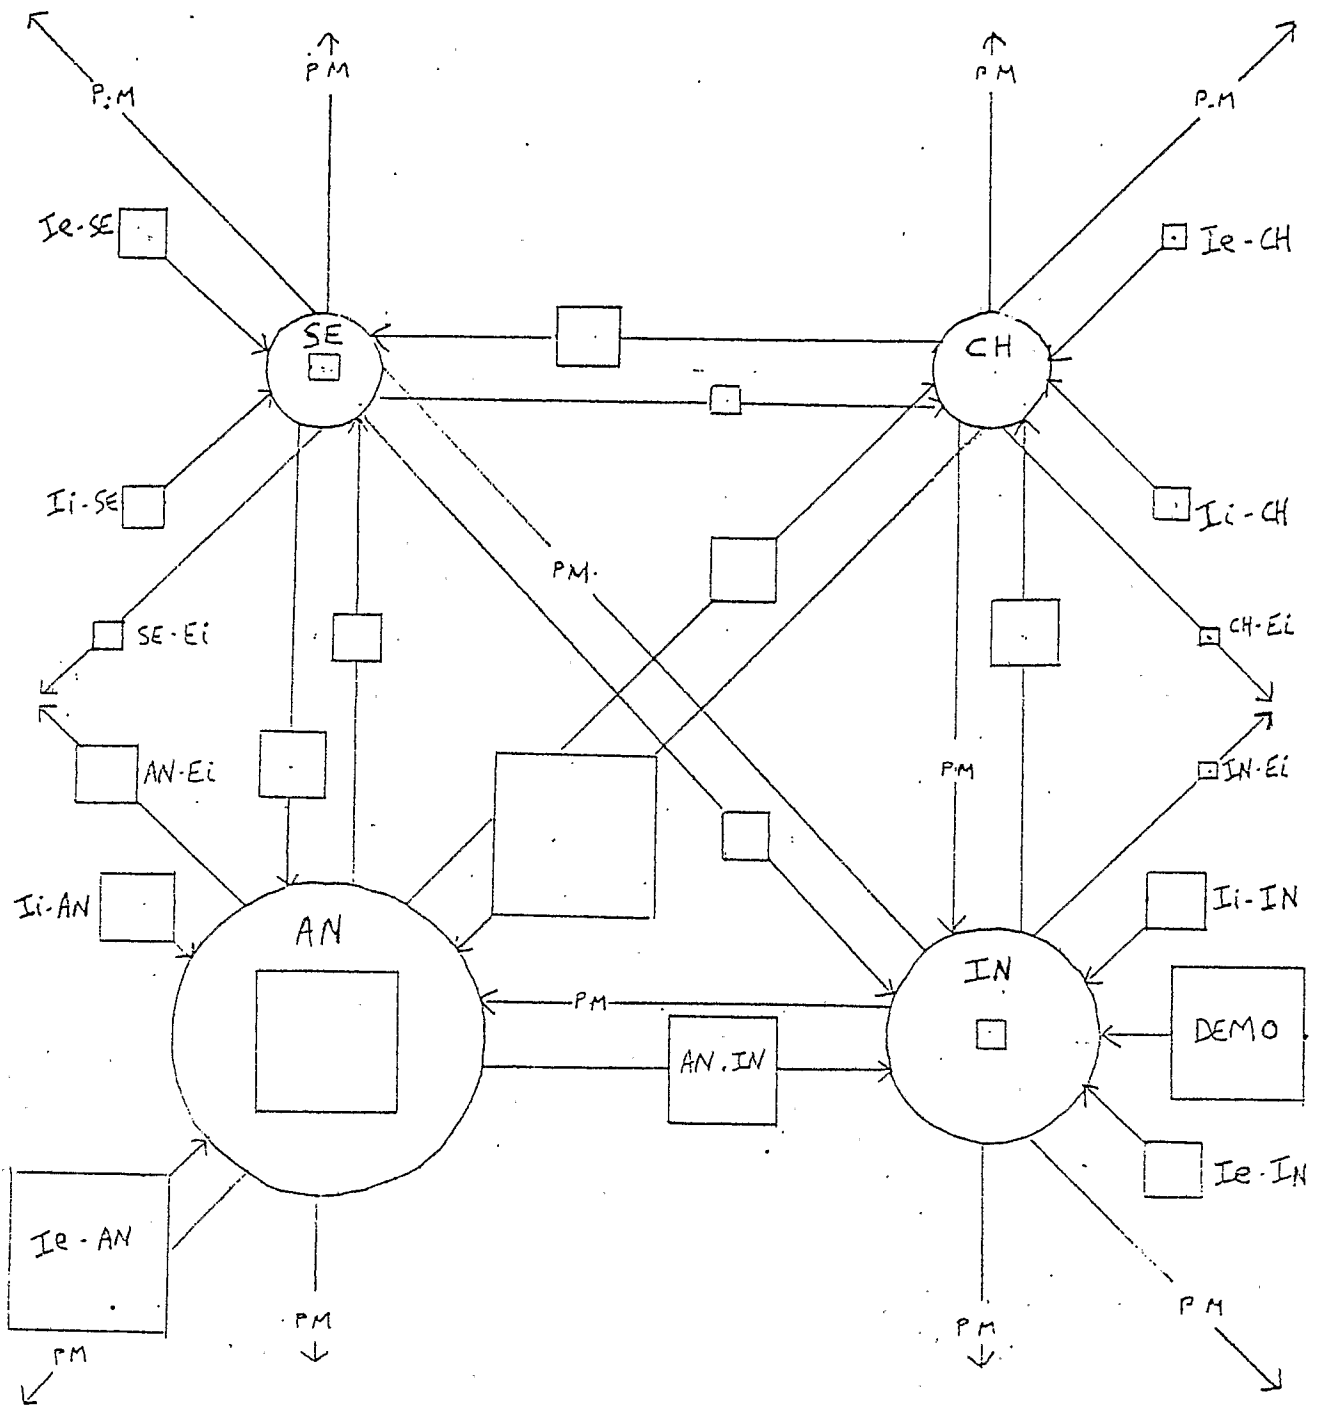 P.M
PM
PM
P.M
Ie-SE
Ie-CH
SE
CH
Ii-SE
Ii-CH
PM.
SE-Ei
CH-Ei
AN-Ei
PM
IN-Ei
Ii-AN
Ii-IN
AN
IN
PM
DEMO
AN.IN
Ie-AN
Ie-IN
PM
PM
PM
PM